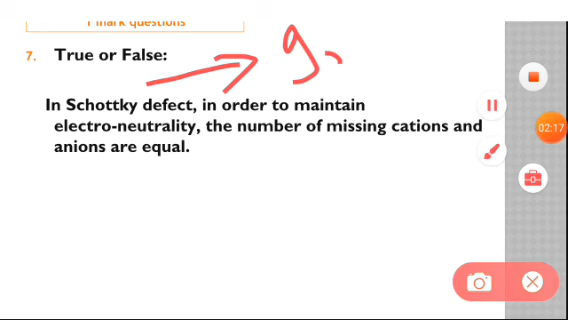 1 mark questions
7. True or False:
In Schottky defect, in order to maintain
electro-neutrality, the number of missing cations and
anions are equal.
02:17